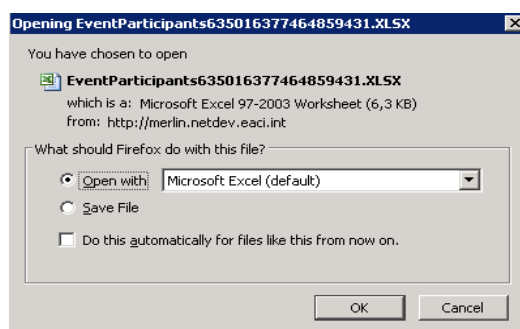 Opening EventParticipants635016377464859431.XLSX
You have chosen to open
EventParticipants635016377464859431.XLSX
which is a: Microsoft Excel 97-2003 Worksheet (6,3 KB)
from: http://merlin.netdev.eaci.int
What should Firefox do with this file?
Open with Microsoft Excel (default)
Save File
Do this automatically for files like this from now on.
OK Cancel